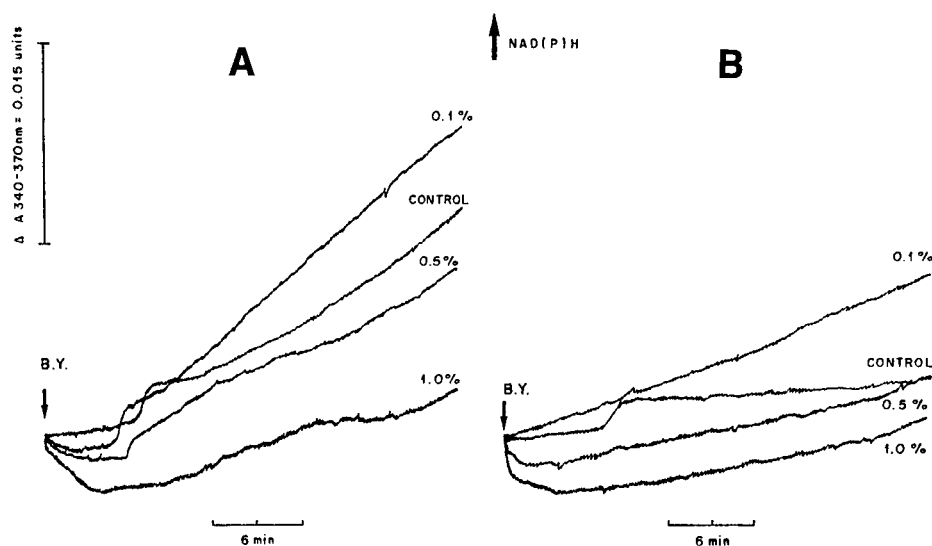 Δ A 340-370nm = 0.015 units
A
B
NAD(P)H
0.1%
CONTROL
0.5%
1.0%
B.Y.
6 min
0.1%
CONTROL
0.5%
1.0%
B.Y.
6 min